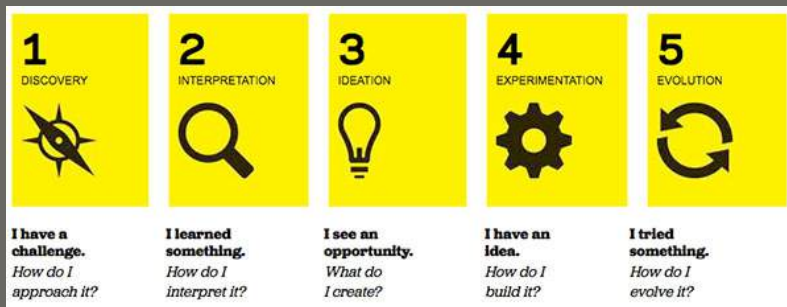 1
DISCOVERY
2
INTERPRETATION
3
IDEATION
4
EXPERIMENTATION
5
EVOLUTION
I have a
challenge.
How do I
approach it?
I learned
something.
How do I
interpret it?
I see an
opportunity.
What do
I create?
I have an
idea.
How do I
build it?
I tried
something.
How do I
evolve it?